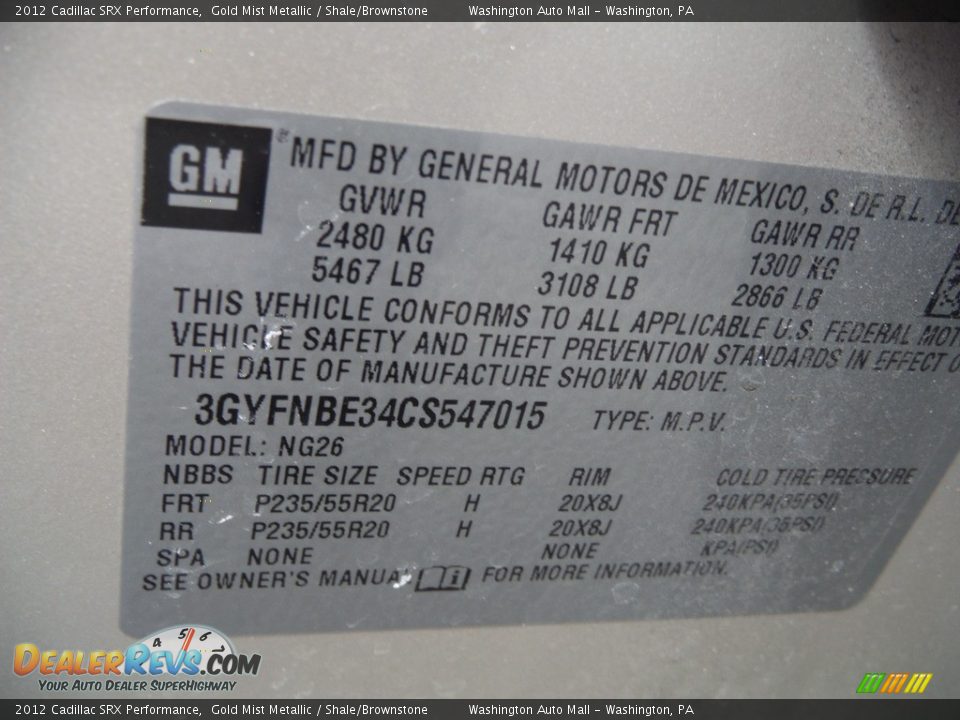 2012 Cadillac SRX Performance, Gold Mist Metallic / Shale/Brownstone Washington Auto Mall - Washington, PA
GM ® MFD BY GENERAL MOTORS DE MEXICO, S. DE R.L. DE
GVWR GAWR FRT GAWR RR
2480 KG 1410 KG 1300 KG
5467 LB 3108 LB 2866 LB
THIS VEHICLE CONFORMS TO ALL APPLICABLE U.S. FEDERAL MOT
VEHICLE SAFETY AND THEFT PREVENTION STANDARDS IN EFFECT O
THE DATE OF MANUFACTURE SHOWN ABOVE.
3GYFNBE34CS547015 TYPE: M.P.V.
MODEL: NG26
NBBS TIRE SIZE SPEED RTG RIM COLD TIRE PRESSURE
FRT P235/55R20 H 20X8J 240KPA(35PSI)
RR P235/55R20 H 20X8J 240KPA(35PSI)
SPA NONE NONE KPA(PSI)
SEE OWNER'S MANUAL FOR MORE INFORMATION.
4 5 6
DEALERREVS.COM
YOUR AUTO DEALER SUPERHIGHWAY
2012 Cadillac SRX Performance, Gold Mist Metallic / Shale/Brownstone Washington Auto Mall - Washington, PA